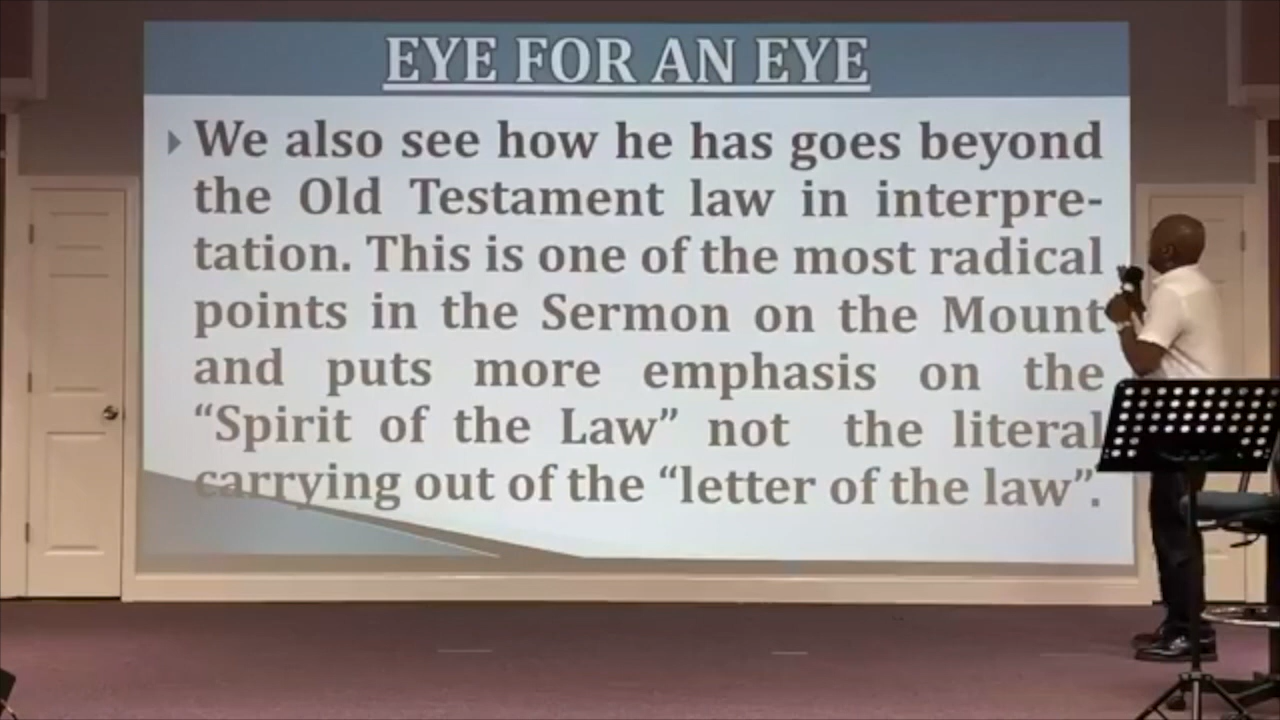 EYE FOR AN EYE
We also see how he has goes beyond
the Old Testament law in interpre-
tation. This is one of the most radical
points in the Sermon on the Mount
and puts more emphasis on the
“Spirit of the Law” not the literal
carrying out of the “letter of the law”.